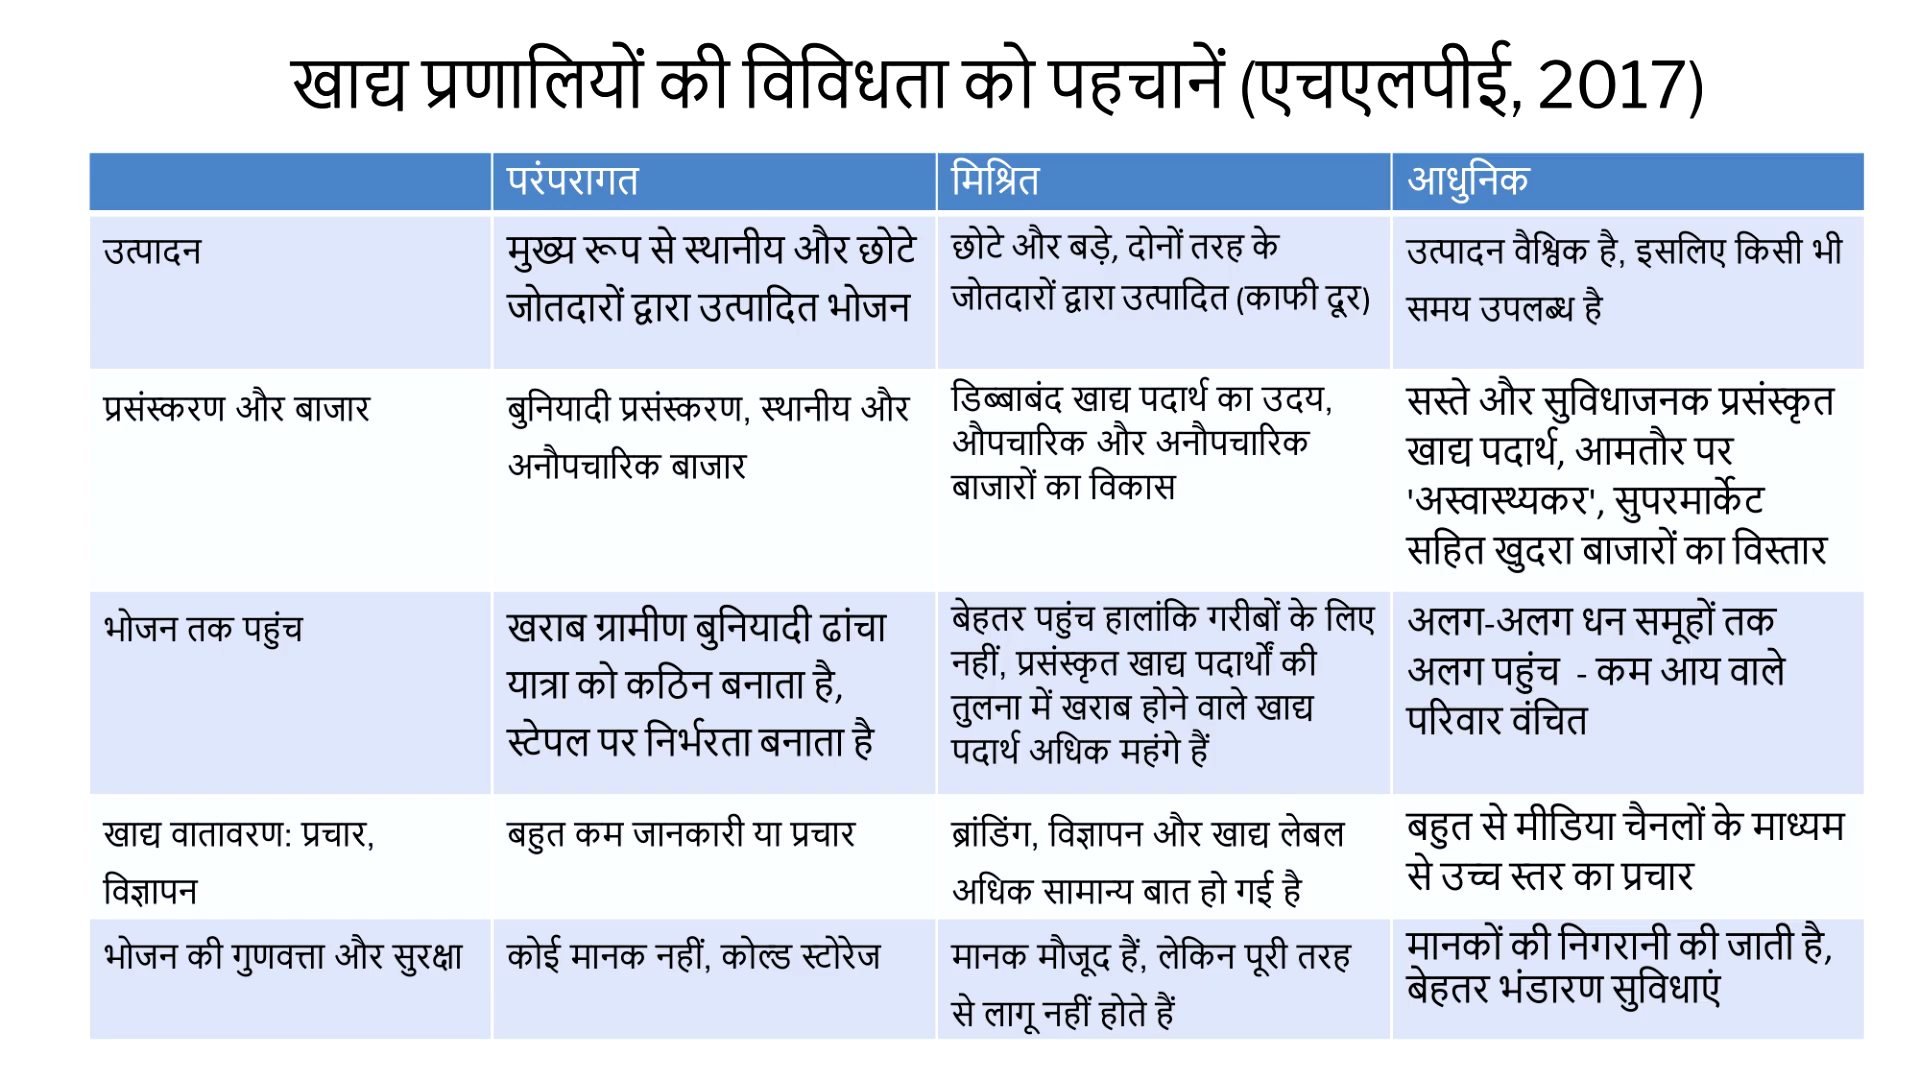 खाद्य प्रणालियों की विविधता को पहचानें (एचएलपीई, 2017)
परंपरागत
मिश्रित
आधुनिक
उत्पादन
मुख्य रूप से स्थानीय और छोटे
जोतदारों द्वारा उत्पादित भोजन
छोटे और बड़े, दोनों तरह के
जोतदारों द्वारा उत्पादित (काफी दूर)
उत्पादन वैश्विक है, इसलिए किसी भी
समय उपलब्ध है
प्रसंस्करण और बाजार
बुनियादी प्रसंस्करण, स्थानीय और
अनौपचारिक बाजार
डिब्बाबंद खाद्य पदार्थ का उदय,
औपचारिक और अनौपचारिक
बाजारों का विकास
सस्ते और सुविधाजनक प्रसंस्कृत
खाद्य पदार्थ, आमतौर पर
'अस्वास्थ्यकर', सुपरमार्केट
सहित खुदरा बाजारों का विस्तार
भोजन तक पहुंच
खराब ग्रामीण बुनियादी ढांचा
यात्रा को कठिन बनाता है,
स्टेपल पर निर्भरता बनाता है
बेहतर पहुंच हालांकि गरीबों के लिए
नहीं, प्रसंस्कृत खाद्य पदार्थों की
तुलना में खराब होने वाले खाद्य
पदार्थ अधिक महंगे हैं
अलग-अलग धन समूहों तक
अलग पहुंच - कम आय वाले
परिवार वंचित
खाद्य वातावरण: प्रचार,
विज्ञापन
बहुत कम जानकारी या प्रचार
ब्रांडिंग, विज्ञापन और खाद्य लेबल
अधिक सामान्य बात हो गई है
बहुत से मीडिया चैनलों के माध्यम
से उच्च स्तर का प्रचार
भोजन की गुणवत्ता और सुरक्षा
कोई मानक नहीं, कोल्ड स्टोरेज
मानक मौजूद हैं, लेकिन पूरी तरह
से लागू नहीं होते हैं
मानकों की निगरानी की जाती है,
बेहतर भंडारण सुविधाएं